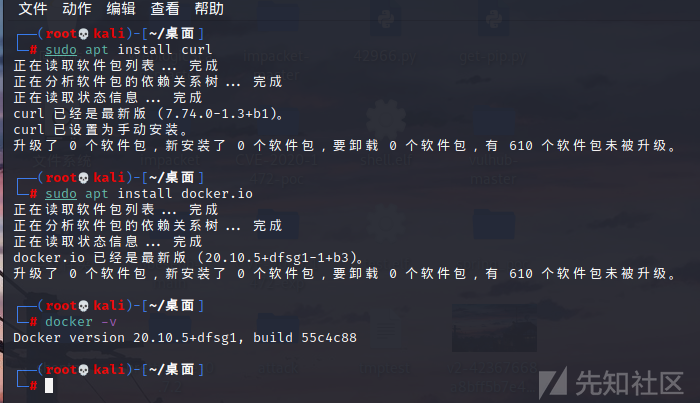 文件 动作 编辑 查看 帮助
┌──(root💀kali)-[~/桌面]
└─# sudo apt install curl
正在读取软件包列表... 完成
正在分析软件包的依赖关系树... 完成
正在读取状态信息... 完成
curl 已经是最新版 (7.74.0-1.3+b1)。
curl 已设置为手动安装。
升级了 0 个软件包，新安装了 0 个软件包，要卸载 0 个软件包，有 610 个软件包未被升级。
┌──(root💀kali)-[~/桌面]
└─# sudo apt install docker.io
正在读取软件包列表... 完成
正在分析软件包的依赖关系树... 完成
正在读取状态信息... 完成
docker.io 已经是最新版 (20.10.5+dfsg1-1+b3)。
升级了 0 个软件包，新安装了 0 个软件包，要卸载 0 个软件包，有 610 个软件包未被升级。
┌──(root💀kali)-[~/桌面]
└─# docker -v
Docker version 20.10.5+dfsg1, build 55c4c88
┌──(root💀kali)-[~/桌面]
└─#
先知社区